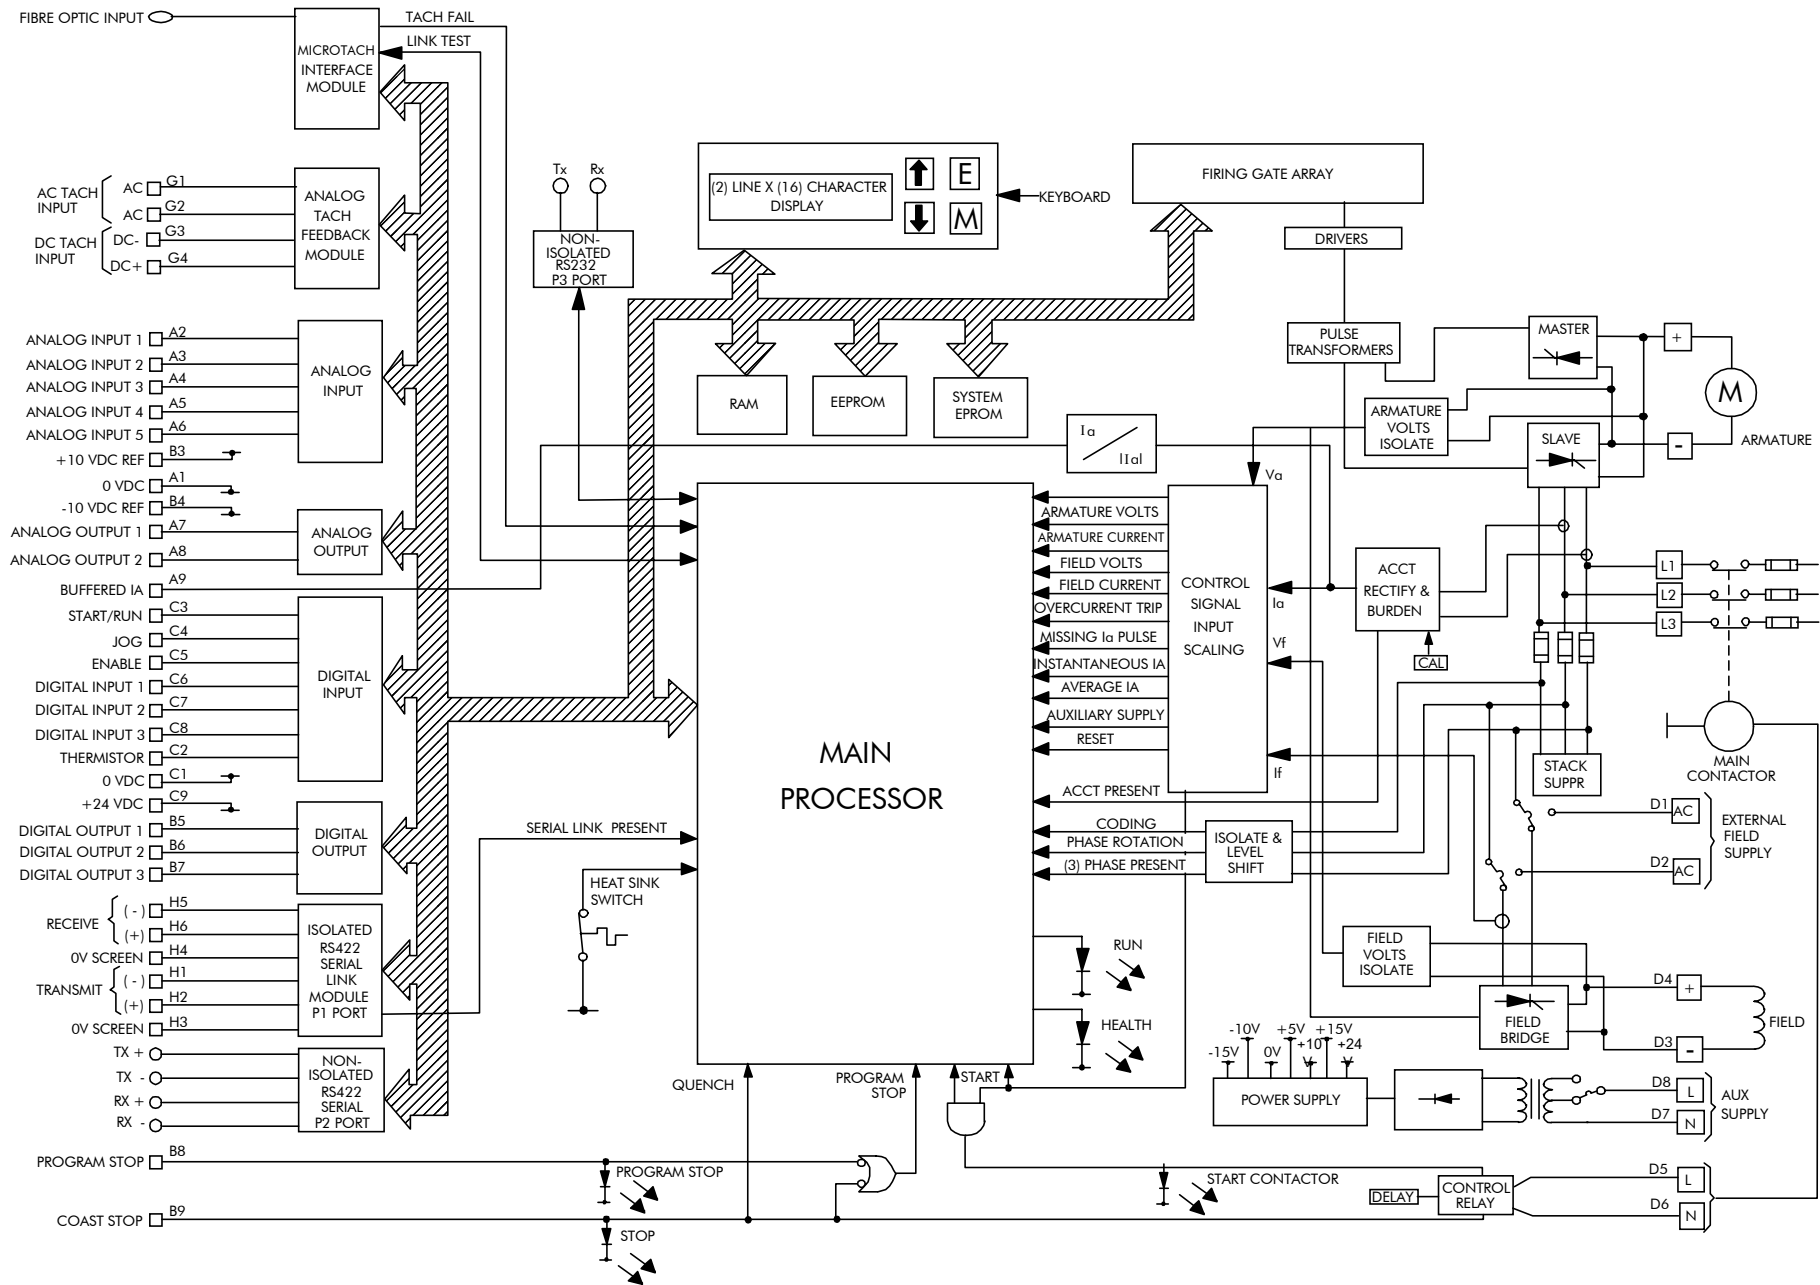 FIBRE OPTIC INPUT
MICROTACH
INTERFACE
MODULE
TACH FAIL
LINK TEST
AC TACH
INPUT
AC
G1
AC
G2
DC TACH
INPUT
DC-
G3
DC+
G4
ANALOG
TACH
FEEDBACK
MODULE
ANALOG INPUT 1
A2
ANALOG INPUT 2
A3
ANALOG INPUT 3
A4
ANALOG INPUT 4
A5
ANALOG INPUT 5
A6
+10 VDC REF
B3
ANALOG
INPUT
0 VDC
A1
-10 VDC REF
B4
ANALOG OUTPUT 1
A7
ANALOG OUTPUT 2
A8
ANALOG
OUTPUT
BUFFERED IA
A9
START/RUN
C3
JOG
C4
ENABLE
C5
DIGITAL INPUT 1
C6
DIGITAL INPUT 2
C7
DIGITAL INPUT 3
C8
THERMISTOR
C2
DIGITAL
INPUT
0 VDC
C1
+24 VDC
C9
DIGITAL OUTPUT 1
B5
DIGITAL OUTPUT 2
B6
DIGITAL OUTPUT 3
B7
DIGITAL
OUTPUT
RECEIVE
(-)
H5
(+)
H6
0V SCREEN
H4
TRANSMIT
(-)
H1
(+)
H2
0V SCREEN
H3
ISOLATED
RS422
SERIAL
LINK
MODULE
P1 PORT
TX +
TX -
RX +
RX -
NON-
ISOLATED
RS422
SERIAL
P2 PORT
PROGRAM STOP
B8
COAST STOP
B9
PROGRAM STOP
STOP
Tx
Rx
NON-
ISOLATED
RS232
P3 PORT
(2) LINE X (16) CHARACTER
DISPLAY
E
M
KEYBOARD
RAM
EEPROM
SYSTEM
EPROM
FIRING GATE ARRAY
DRIVERS
PULSE
TRANSFORMERS
Ia
IIaI
MAIN
PROCESSOR
SERIAL LINK PRESENT
HEAT SINK
SWITCH
ARMATURE VOLTS
ARMATURE CURRENT
FIELD VOLTS
FIELD CURRENT
OVERCURRENT TRIP
MISSING Ia PULSE
INSTANTANEOUS IA
AVERAGE IA
AUXILIARY SUPPLY
RESET
ACCT PRESENT
CODING
PHASE ROTATION
(3) PHASE PRESENT
CONTROL
SIGNAL
INPUT
SCALING
Va
Ia
Vf
If
ISOLATE &
LEVEL
SHIFT
RUN
HEALTH
QUENCH
PROGRAM
STOP
START
START CONTACTOR
MASTER
ARMATURE
VOLTS
ISOLATE
SLAVE
+
M
-
ARMATURE
ACCT
RECTIFY &
BURDEN
CAL
L1
L2
L3
STACK
SUPPR
MAIN
CONTACTOR
D1
AC
D2
AC
EXTERNAL
FIELD
SUPPLY
FIELD
VOLTS
ISOLATE
FIELD
BRIDGE
D4
+
D3
-
FIELD
-15V
-10V
0V
+5V
+10
V
+15V
+24
V
POWER SUPPLY
D8
L
D7
N
AUX
SUPPLY
DELAY
CONTROL
RELAY
D5
L
D6
N